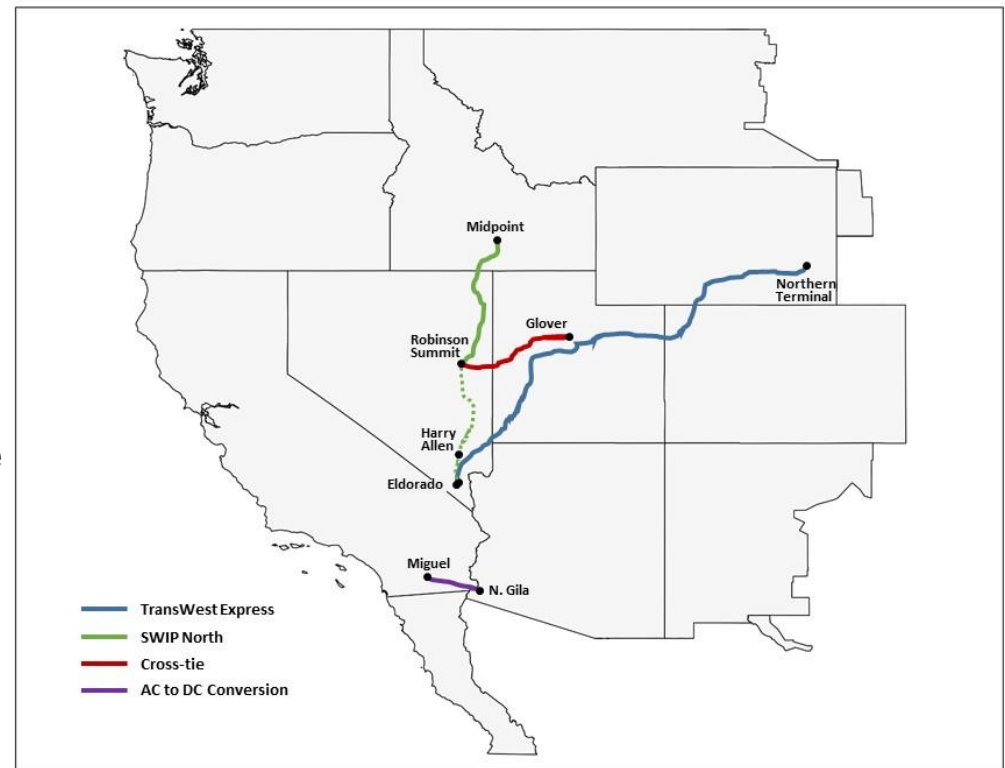 Midpoint
Northern
Terminal
Glover
Robinson
Summit
Harry
Allen
Eldorado
Miguel
N. Gila
TransWest Express
SWIP North
Cross-tie
AC to DC Conversion